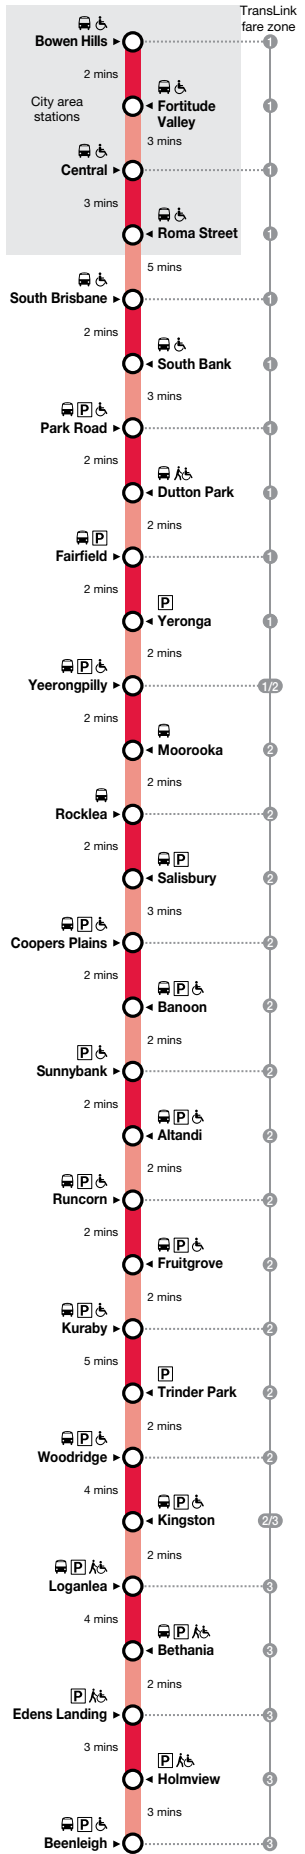 TransLink
fare zone
Bowen Hills
1
2 mins
City area
stations
Fortitude
Valley
1
3 mins
Central
1
3 mins
Roma Street
1
5 mins
South Brisbane
1
2 mins
South Bank
1
3 mins
P
Park Road
1
2 mins
Dutton Park
1
2 mins
P
Fairfield
1
2 mins
P
Yeronga
1
2 mins
P
Yeerongpilly
1/2
2 mins
Moorooka
2
2 mins
Rocklea
2
2 mins
P
Salisbury
2
3 mins
P
Coopers Plains
2
2 mins
P
Banoon
2
2 mins
P
Sunnybank
2
2 mins
P
Altandi
2
2 mins
P
Runcorn
2
2 mins
P
Fruitgrove
2
2 mins
P
Kuraby
2
5 mins
P
Trinder Park
2
2 mins
P
Woodridge
2
4 mins
P
Kingston
2/3
2 mins
P
Loganlea
3
4 mins
P
Bethania
3
2 mins
P
Edens Landing
3
3 mins
P
Holmview
3
3 mins
P
Beenleigh
3